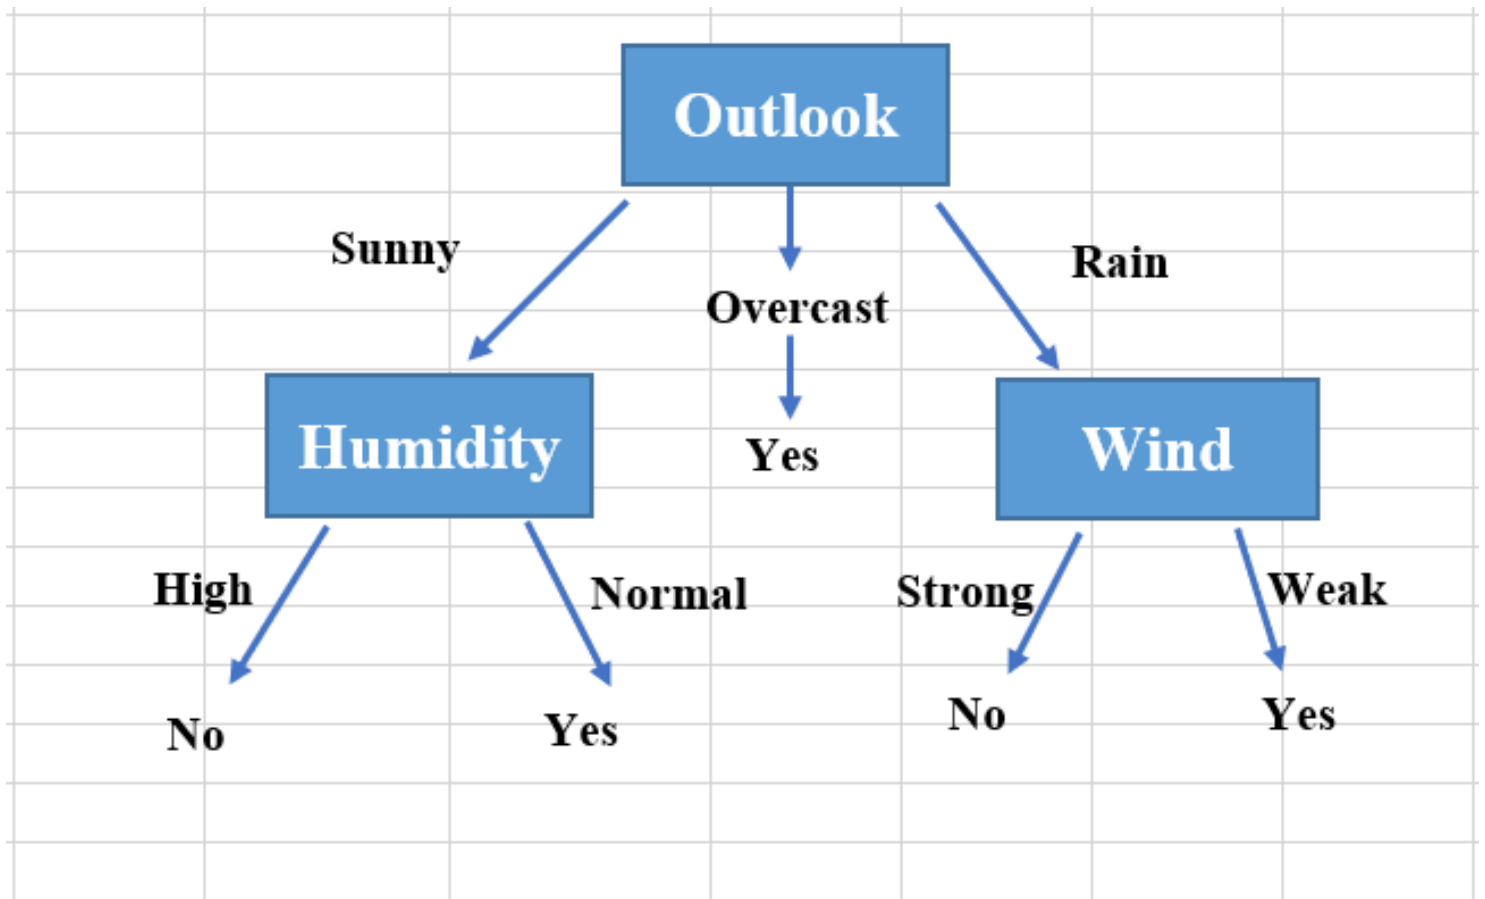 Outlook
Sunny
Rain
Overcast
Humidity
Yes
Wind
High
Normal
Strong
Weak
No
Yes
No
Yes